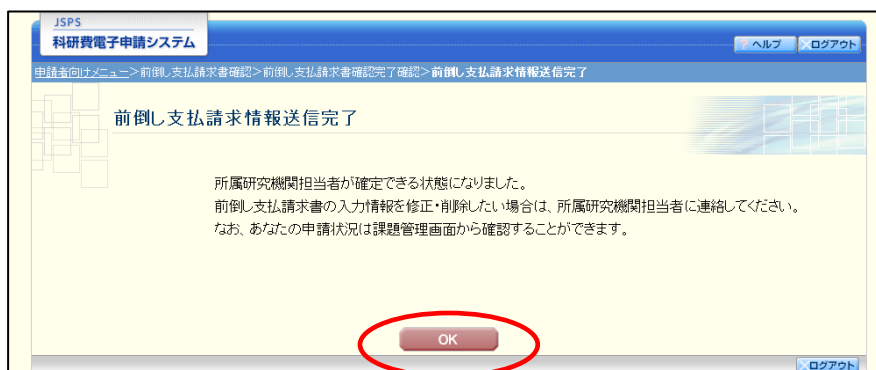 JSPS
科研費電子申請システム
? ヘルプ
×ログアウト
申請者向けメニュー>前倒し支払請求書確認>前倒し支払請求書確認完了確認>前倒し支払請求情報送信完了
前倒し支払請求情報送信完了
所属研究機関担当者が確定できる状態になりました。
前倒し支払請求書の入力情報を修正・削除したい場合は、所属研究機関担当者に連絡してください。
なお、あなたの申請状況は課題管理画面から確認することができます。
OK
×ログアウト